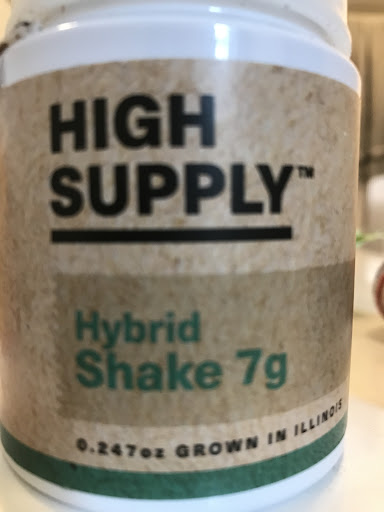 HIGH
SUPPLY™
Hybrid
Shake 7g
0.247oz GROWN IN ILLINOIS